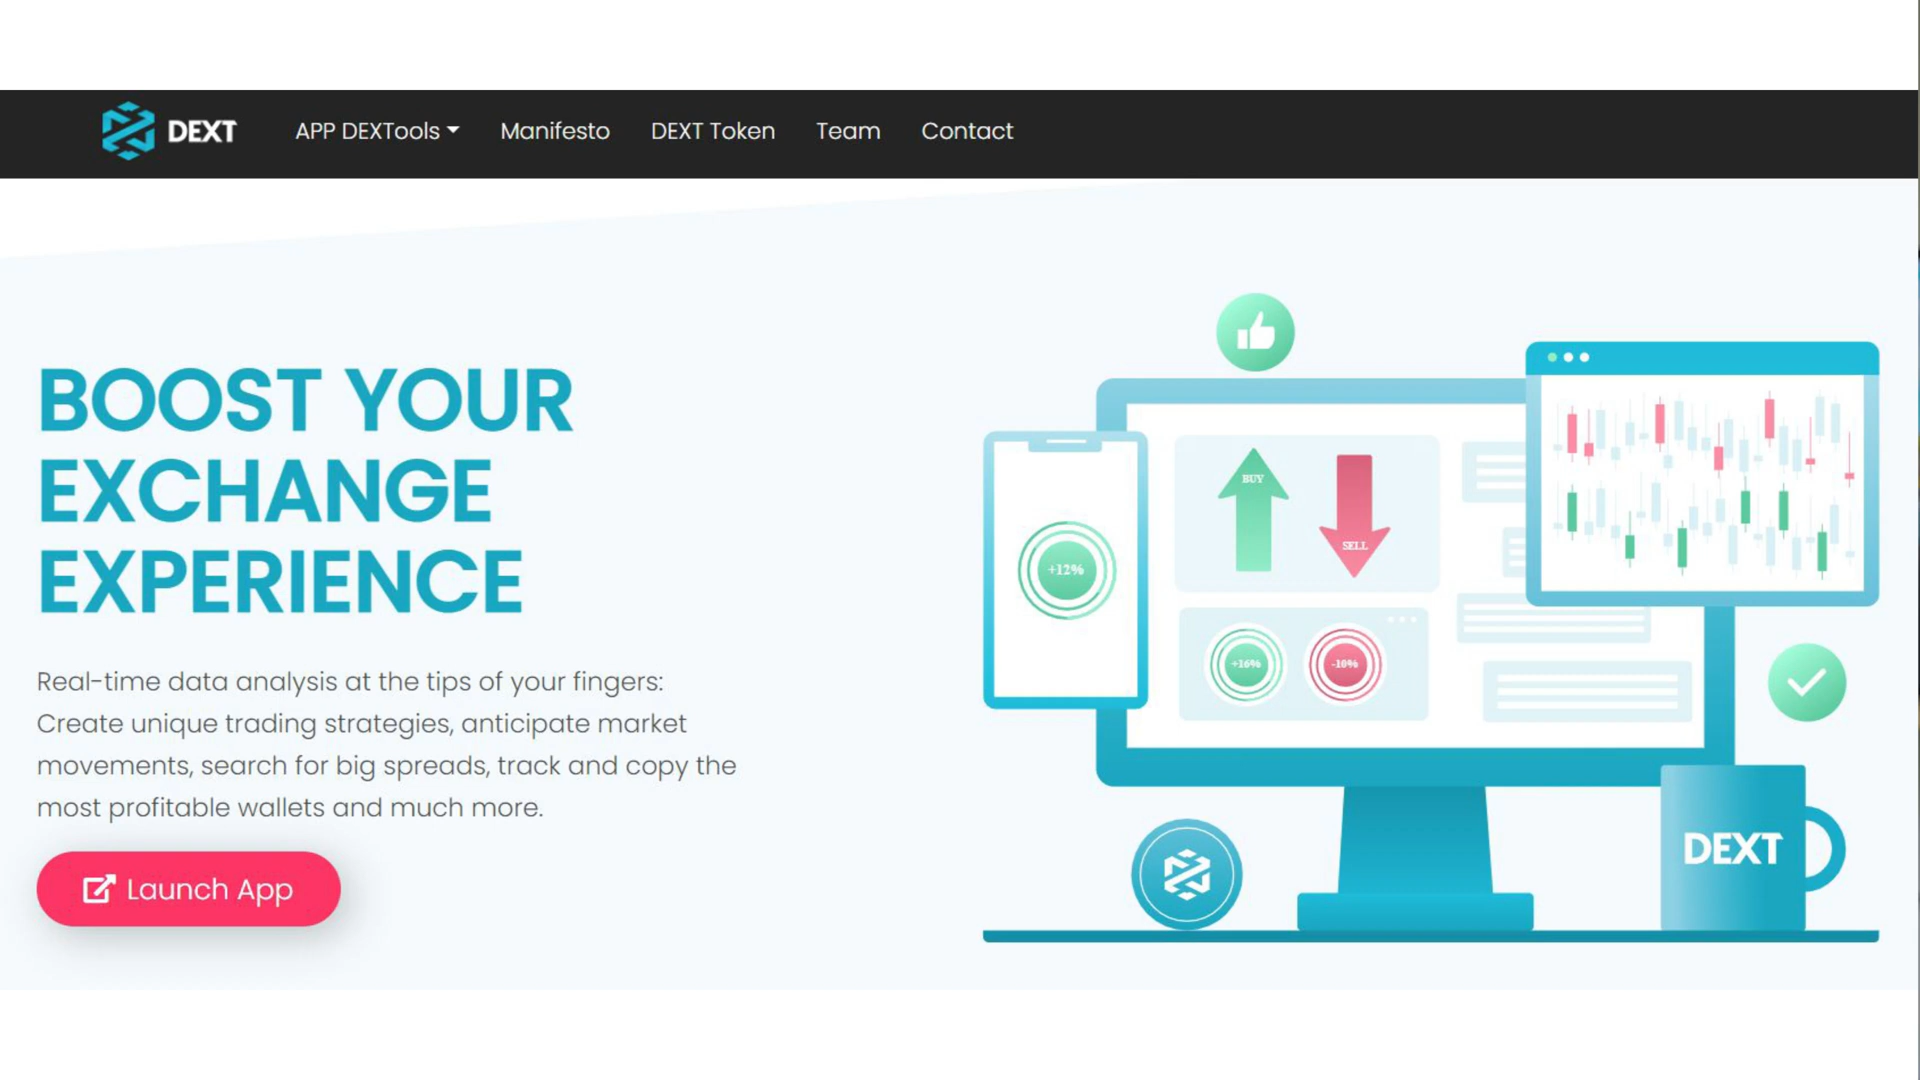 DEXT
APP DEXTools
Manifesto
DEXT Token
Team
Contact
BOOST YOUR
EXCHANGE
EXPERIENCE
Real-time data analysis at the tips of your fingers:
Create unique trading strategies, anticipate market
movements, search for big spreads, track and copy the
most profitable wallets and much more.
Launch App
BUY
SELL
+12%
+16%
-10%
DEXT